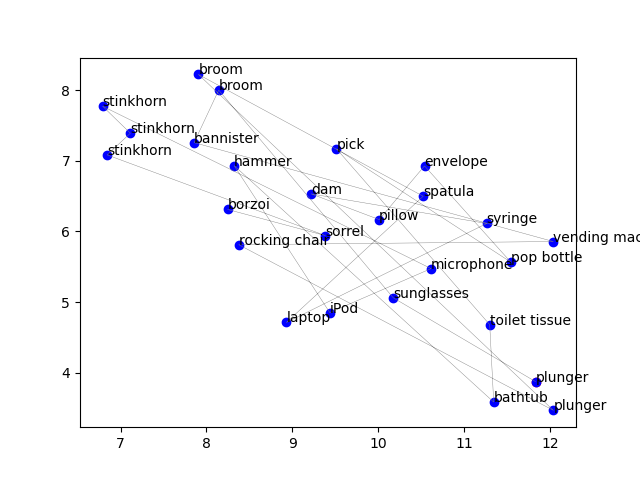 broom
8
broom
stinkhorn
stinkhorn
bannister
pick
7
stinkhorn
hammer
envelope
dam
spatula
borzoi
pillow
syringe
6
sorrel
rocking chair
vending mac
microphone
pop bottle
5
sunglasses
laptop
iPod
toilet tissue
4
plunger
bathtub
plunger
7 8 9 10 11 12